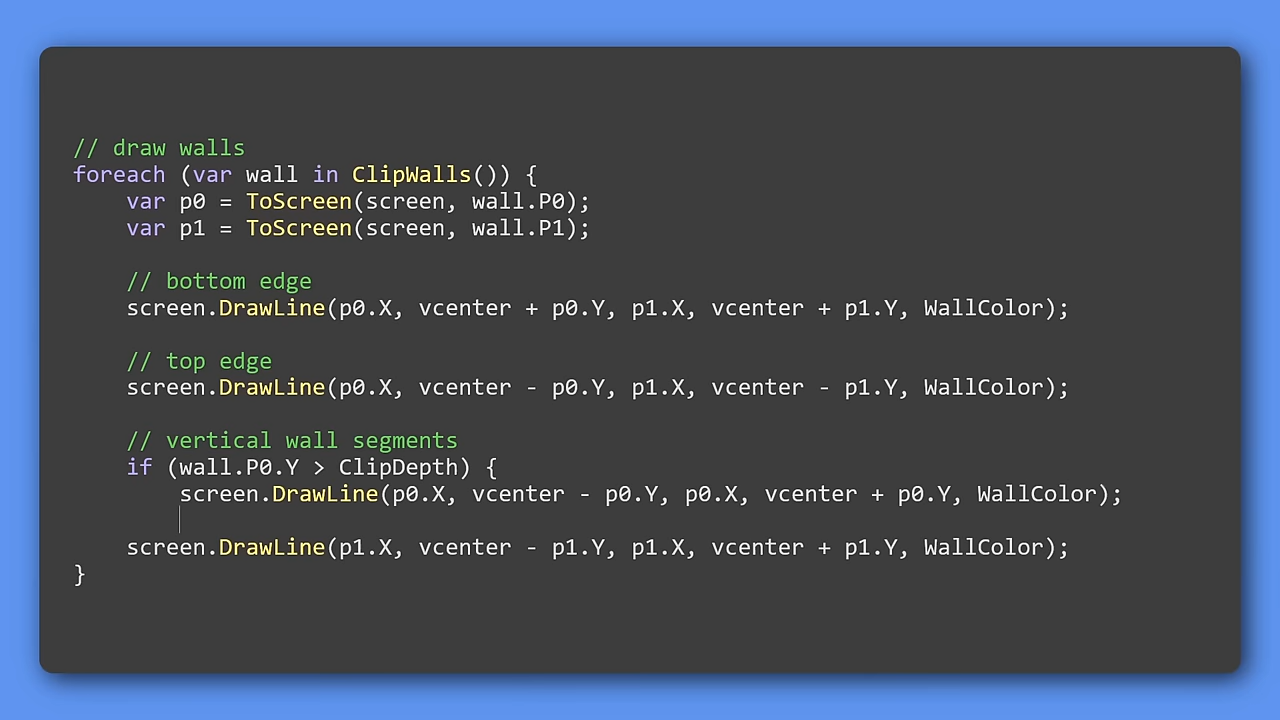 // draw walls
foreach (var wall in ClipWalls()) {
    var p0 = ToScreen(screen, wall.P0);
    var p1 = ToScreen(screen, wall.P1);

    // bottom edge
    screen.DrawLine(p0.X, vcenter + p0.Y, p1.X, vcenter + p1.Y, WallColor);

    // top edge
    screen.DrawLine(p0.X, vcenter - p0.Y, p1.X, vcenter - p1.Y, WallColor);

    // vertical wall segments
    if (wall.P0.Y > ClipDepth) {
        screen.DrawLine(p0.X, vcenter - p0.Y, p0.X, vcenter + p0.Y, WallColor);

    screen.DrawLine(p1.X, vcenter - p1.Y, p1.X, vcenter + p1.Y, WallColor);
}